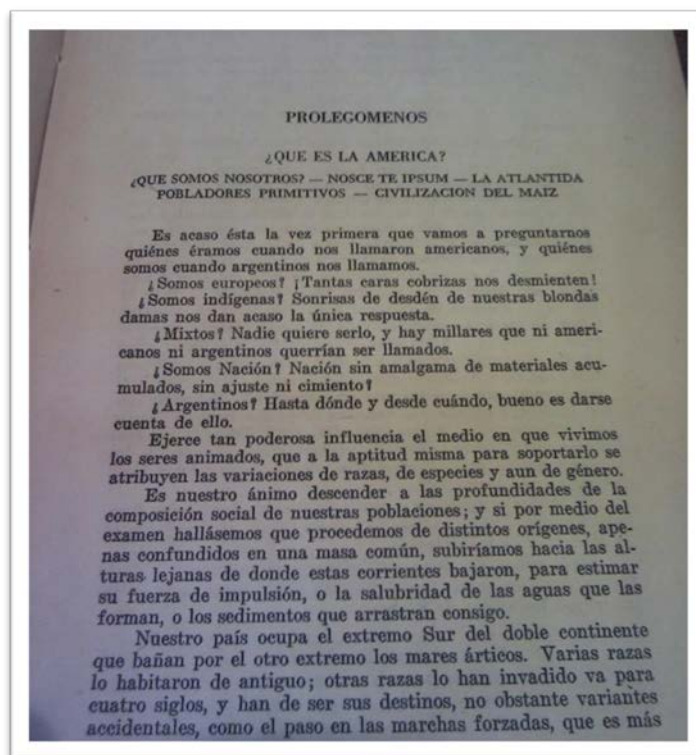 PROLEGOMENOS
¿QUE ES LA AMERICA?
¿QUE SOMOS NOSOTROS? — NOSCE TE IPSUM — LA ATLANTIDA
POBLADORES PRIMITIVOS — CIVILIZACION DEL MAIZ
Es acaso ésta la vez primera que vamos a preguntarnos
quiénes éramos cuando nos llamaron americanos, y quiénes
somos cuando argentinos nos llamamos.
¿Somos europeos? ¡Tantas caras cobrizas nos desmienten!
¿Somos indígenas? Sonrisas de desdén de nuestras blondas
damas nos dan acaso la única respuesta.
¿Mixtos? Nadie quiere serlo, y hay millares que ni ameri-
canos ni argentinos querrían ser llamados.
¿Somos Nación? Nación sin amalgama de materiales acu-
mulados, sin ajuste ni cimiento?
¿Argentinos? Hasta dónde y desde cuándo, bueno es darse
cuenta de ello.
Ejerce tan poderosa influencia el medio en que vivimos
los seres animados, que a la aptitud misma para soportarlo se
atribuyen las variaciones de razas, de especies y aun de género.
Es nuestro ánimo descender a las profundidades de la
composición social de nuestras poblaciones; y si por medio del
examen hallásemos que procedemos de distintos orígenes, ape-
nas confundidos en una masa común, subiríamos hacia las al-
turas lejanas de donde estas corrientes bajaron, para estimar
su fuerza de impulsión, o la salubridad de las aguas que las
forman, o los sedimentos que arrastran consigo.
Nuestro país ocupa el extremo Sur del doble continente
que bañan por el otro extremo los mares árticos. Varias razas
lo habitaron de antiguo; otras razas lo han invadido va para
cuatro siglos, y han de ser sus destinos, no obstante variantes
accidentales, como el paso en las marchas forzadas, que es más